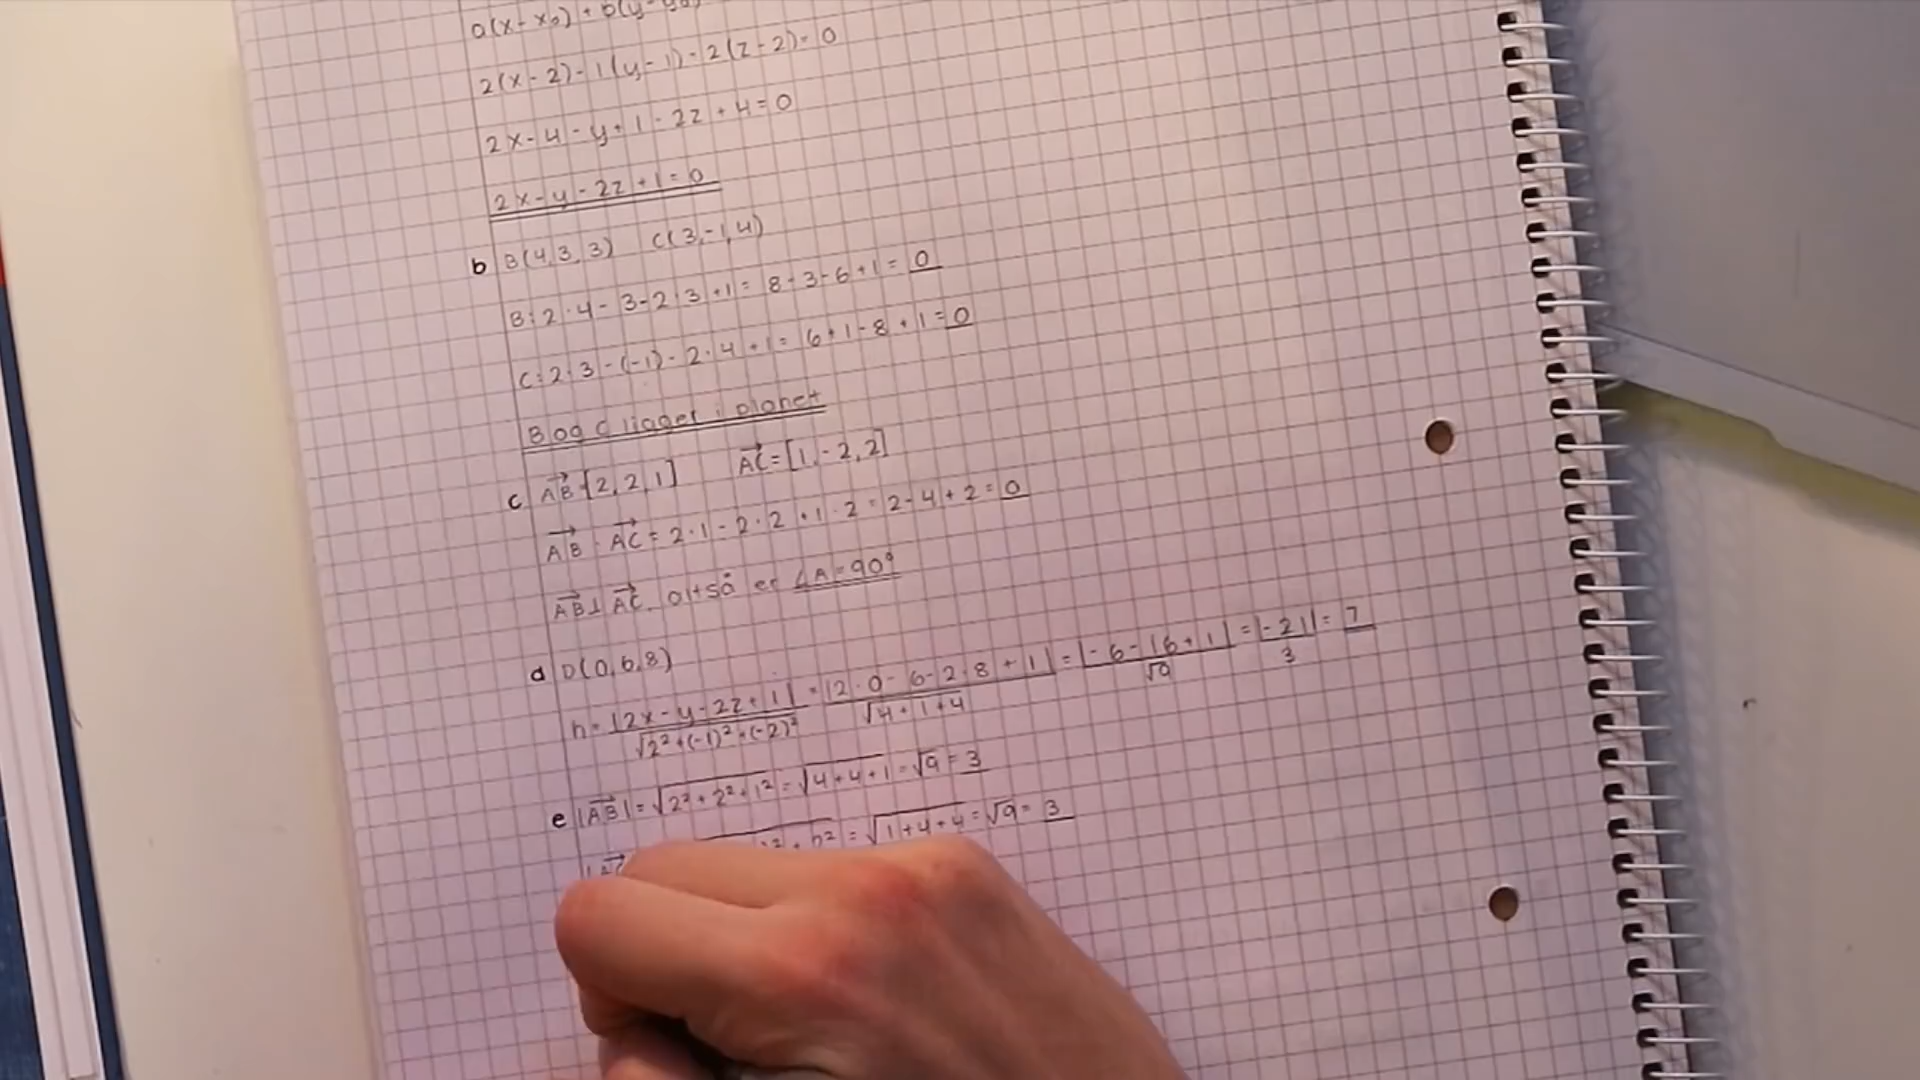 a(x-x₀) + b(y-y₀)
2(x-2)-1(y-1)-2(z-2)=0
2x-4-y+1-2z+4=0
2x-y-2z+1=0
b B(4,3,3) C(3,-1,4)
B: 2·4-3-2·3+1= 8-3-6+1=0
C: 2·3-(-1)-2·4+1= 6+1-8+1=0
B og C ligger i planet
c AB=[2,2,1] AC=[1,-2,2]
AB·AC=2·1-2·2+1·2=2-4+2=0
AB⊥AC, altså er ∠A=90°
d D(0,6,8)
h=|2x-y-2z+1|/√2²+(-1)²+(-2)²=|2·0-6-2·8+1|/√4+1+4=|-6-16+1|/√9=|-21|/3=7
e |AB|=√2²+2²+1²=√4+4+1=√9=3
=√1+4+4=√9=3